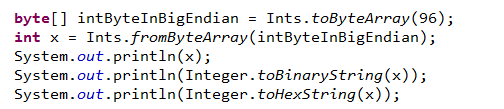 byte[] intByteInBigEndian = Ints.toByteArray(96);
int x = Ints.fromByteArray(intByteInBigEndian);
System.out.println(x);
System.out.println(Integer.toBinaryString(x));
System.out.println(Integer.toHexString(x));